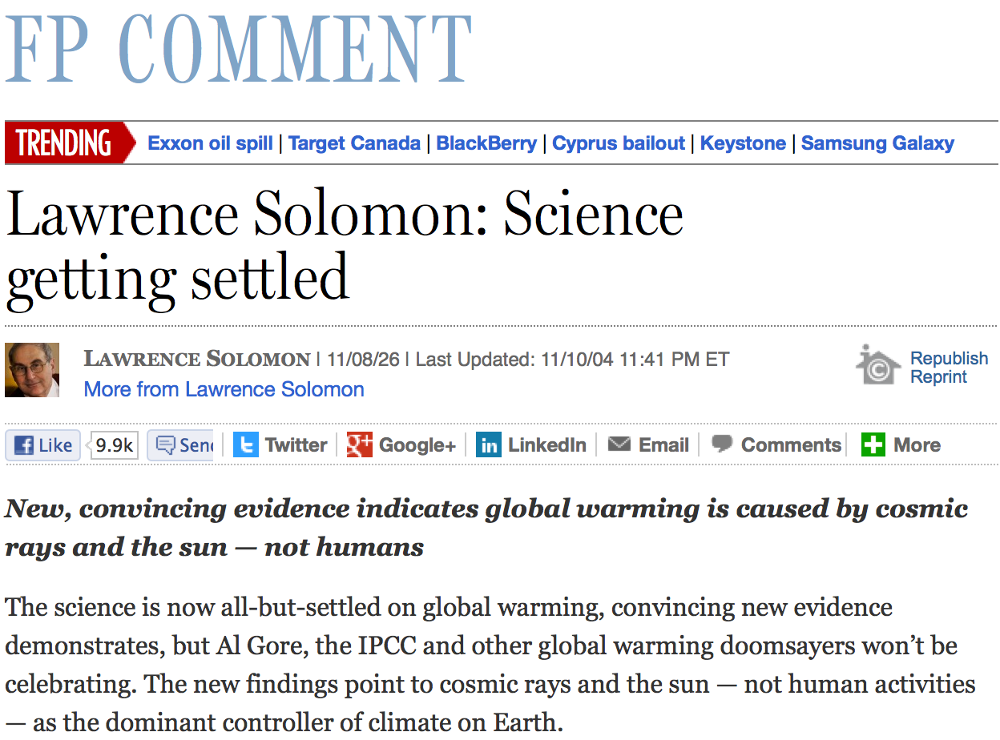 FP COMMENT
TRENDING Exxon oil spill | Target Canada | BlackBerry | Cyprus bailout | Keystone | Samsung Galaxy
Lawrence Solomon: Science
getting settled
LAWRENCE SOLOMON | 11/08/26 | Last Updated: 11/10/04 11:41 PM ET
More from Lawrence Solomon
Republish
Reprint
Like 9.9k Send Twitter Google+ LinkedIn Email Comments More
New, convincing evidence indicates global warming is caused by cosmic
rays and the sun — not humans
The science is now all-but-settled on global warming, convincing new evidence
demonstrates, but Al Gore, the IPCC and other global warming doomsayers won’t be
celebrating. The new findings point to cosmic rays and the sun — not human activities
— as the dominant controller of climate on Earth.